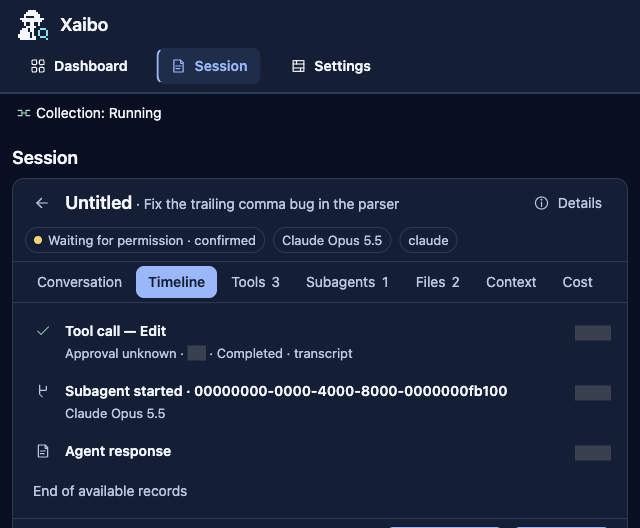 Xaibo
Dashboard Session Settings
Collection: Running
Session
Untitled · Fix the trailing comma bug in the parser Details
Waiting for permission · confirmed Claude Opus 5.5 claude
Conversation Timeline Tools 3 Subagents 1 Files 2 Context Cost
Tool call — Edit
Approval unknown · · Completed · transcript
Subagent started · 00000000-0000-4000-8000-0000000fb100
Claude Opus 5.5
Agent response
End of available records